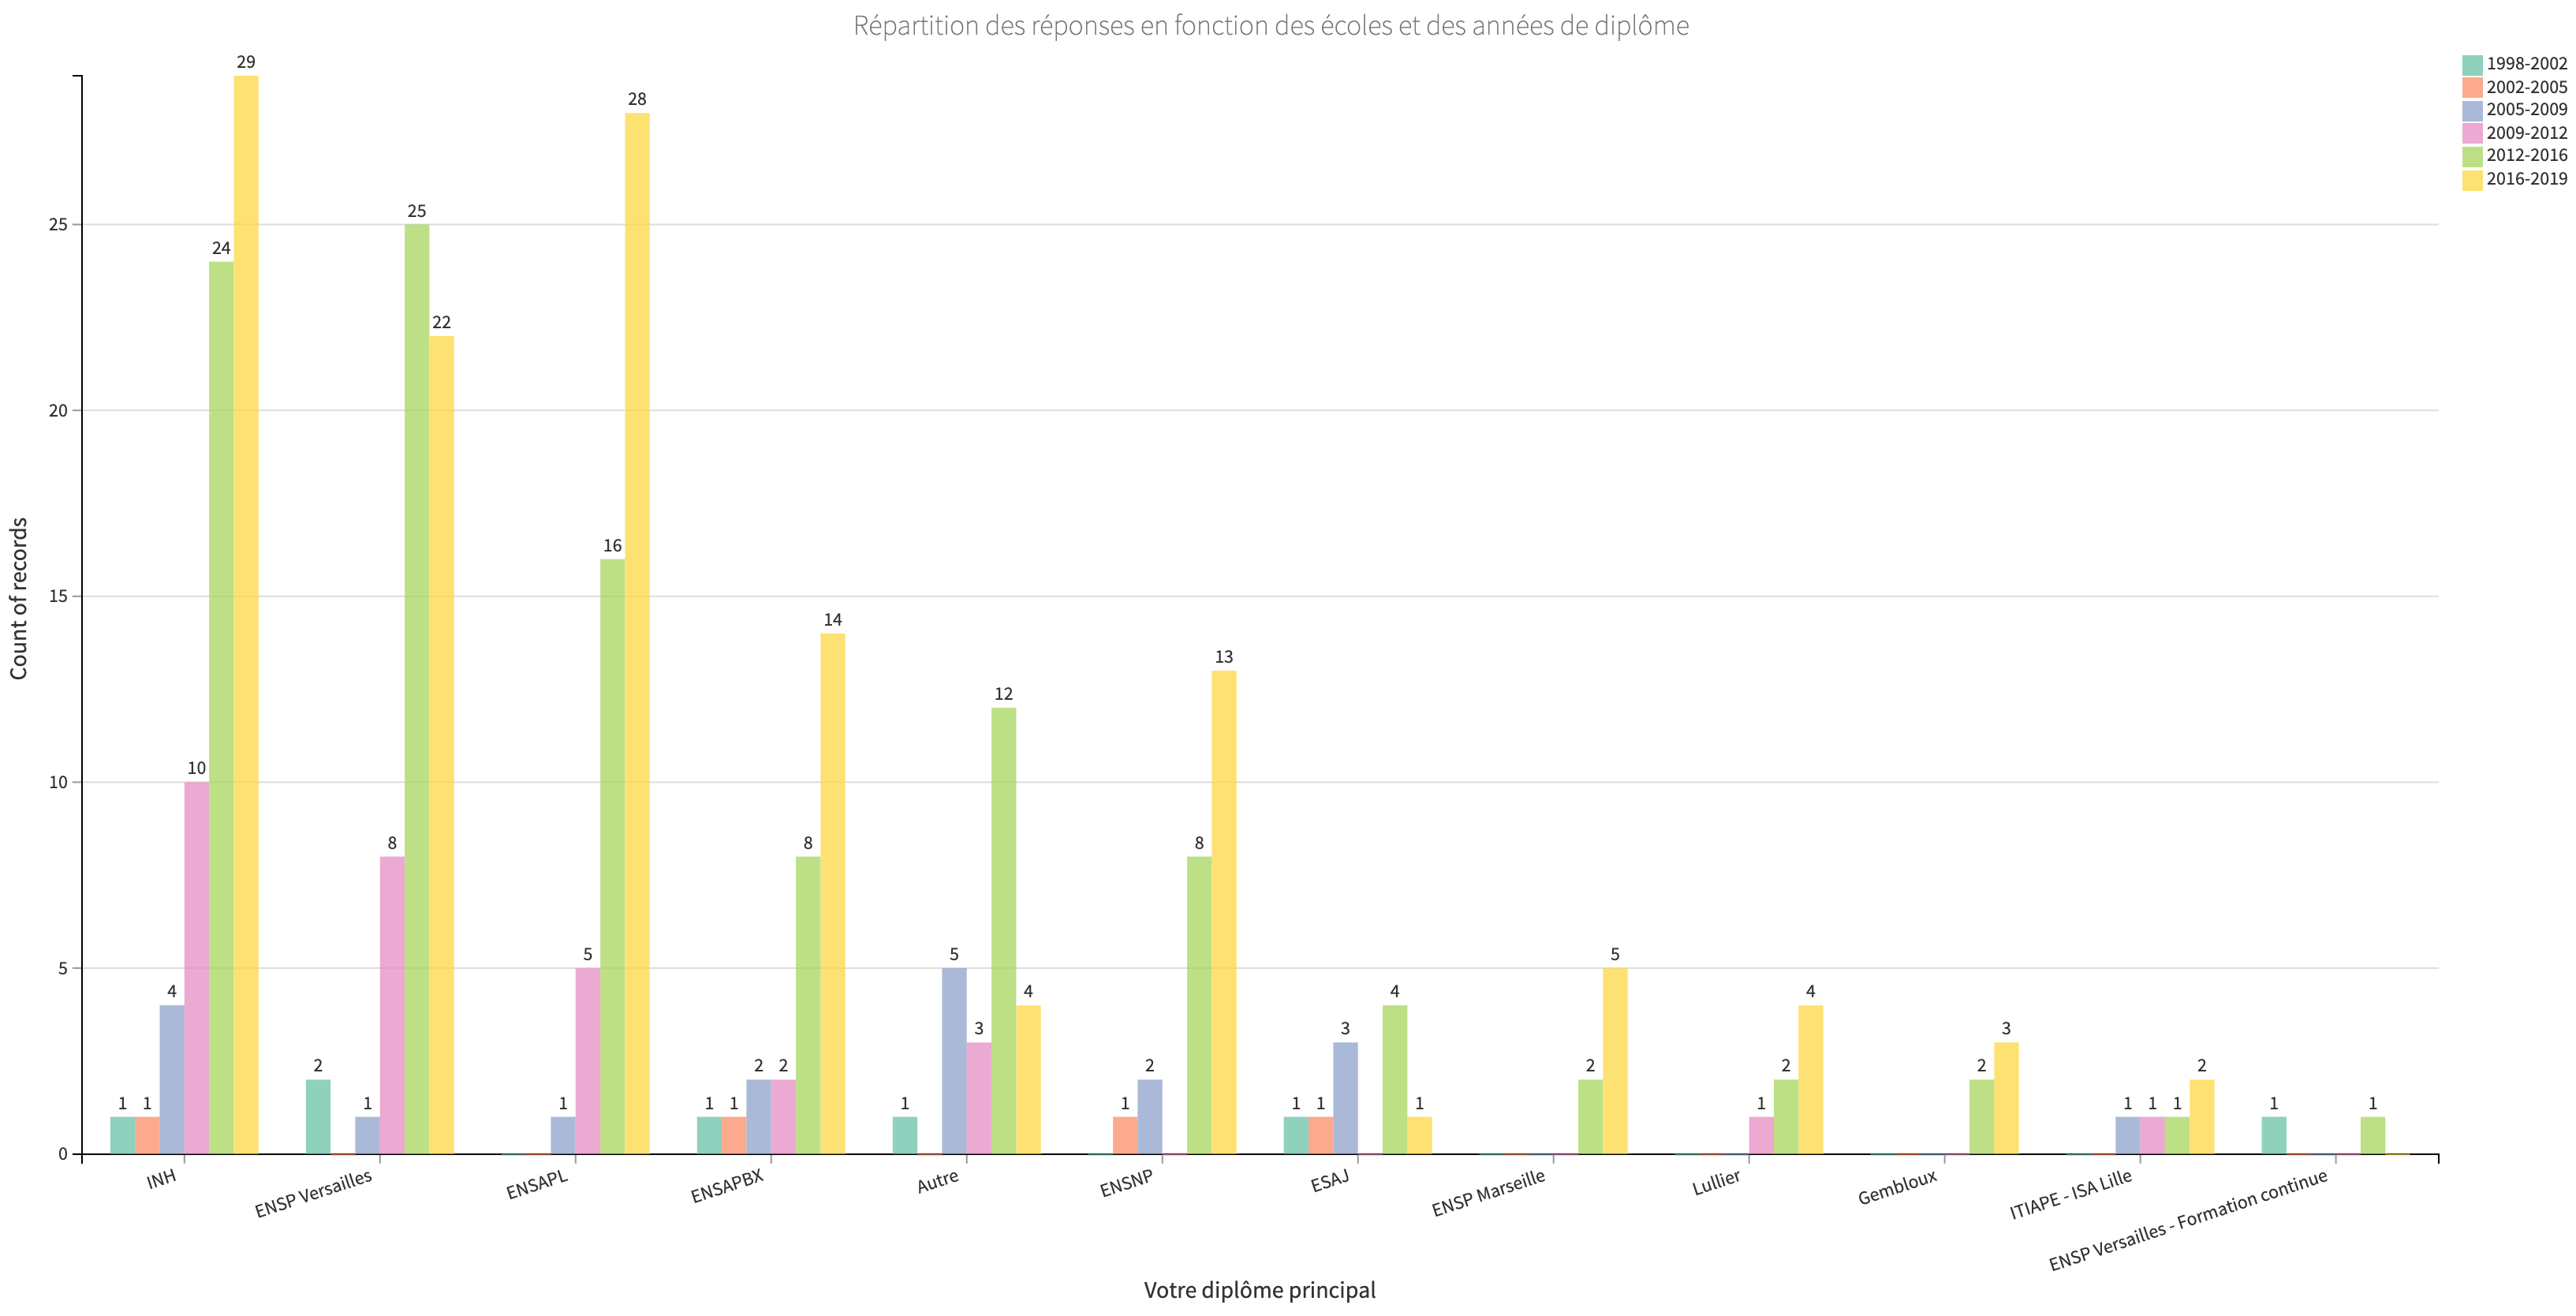 Répartition des réponses en fonction des écoles et des années de diplôme
1998-2002
2002-2005
2005-2009
2009-2012
2012-2016
2016-2019
Count of records
25
20
15
10
5
0
1 1 4 10 24 29
2 1 8 25 22
1 5 16 28
1 1 2 2 8 14
1 5 3 12 4
1 2 8 13
1 1 3 4 1
2 5
1 2 4
2 3
1 1 1 2
1 1
INH
ENSP Versailles
ENSAPL
ENSAPBX
Autre
ENSNP
ESAJ
ENSP Marseille
Lullier
Gembloux
ITIAPE - ISA Lille
ENSP Versailles - Formation continue
Votre diplôme principal